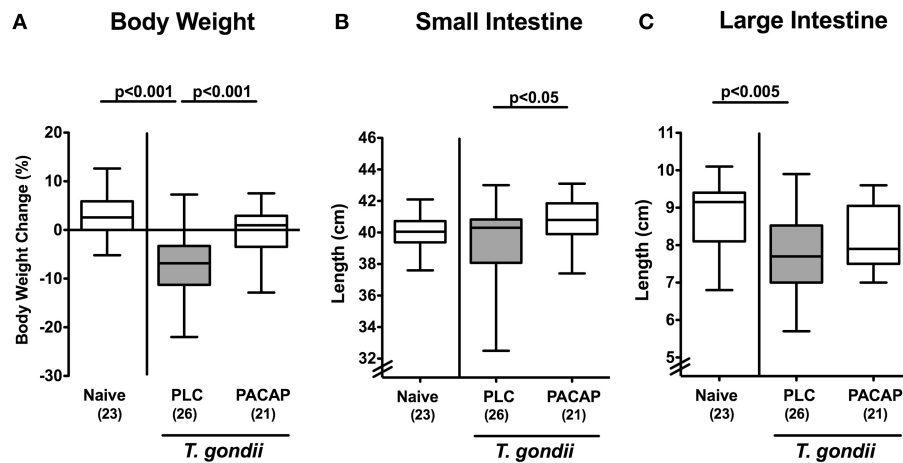 A Body Weight
p<0.001 p<0.001
Body Weight Change (%)
20
10
0
-10
-20
-30
Naive PLC PACAP
(23) (26) (21)
T. gondii
B Small Intestine
p<0.05
Length (cm)
46
44
42
40
38
36
34
32
Naive PLC PACAP
(23) (26) (21)
T. gondii
C Large Intestine
p<0.005
Length (cm)
11
10
9
8
7
6
5
Naive PLC PACAP
(23) (26) (21)
T. gondii